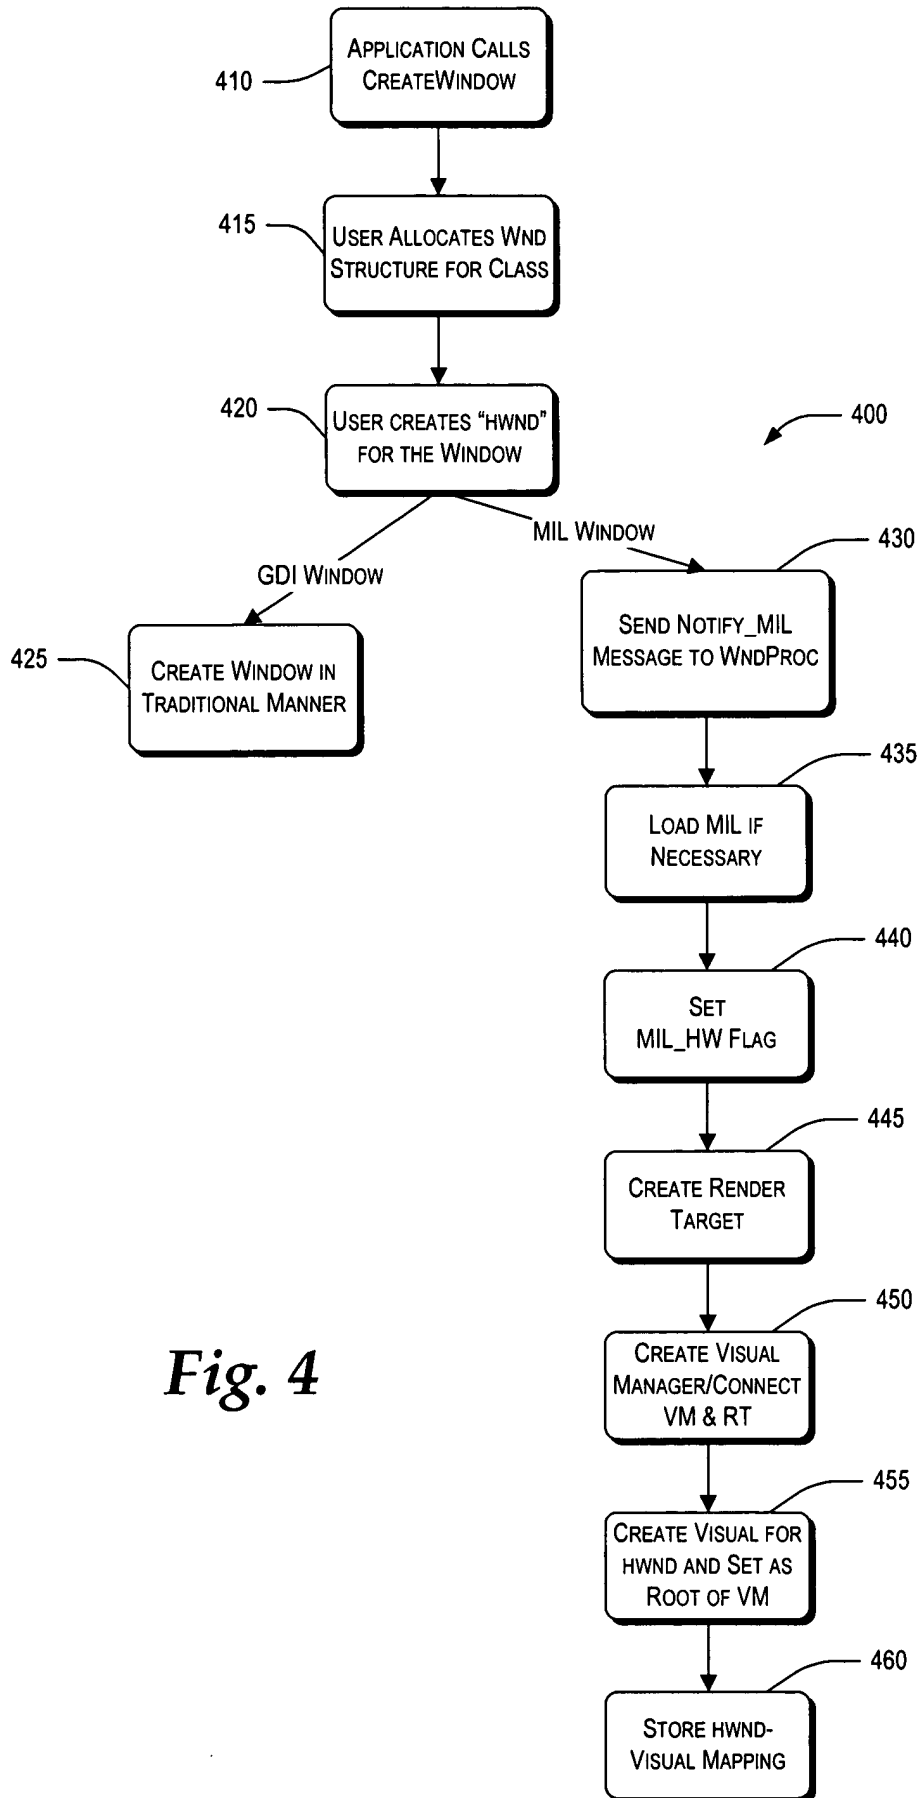 410
APPLICATION CALLS
CREATEWINDOW
415
USER ALLOCATES WND
STRUCTURE FOR CLASS
420
USER CREATES “HWND”
FOR THE WINDOW
400
GDI WINDOW
MIL WINDOW
425
CREATE WINDOW IN
TRADITIONAL MANNER
430
SEND NOTIFY_MIL
MESSAGE TO WNDPROC
435
LOAD MIL IF
NECESSARY
440
SET
MIL_HW FLAG
445
CREATE RENDER
TARGET
450
CREATE VISUAL
MANAGER/CONNECT
VM & RT
455
CREATE VISUAL FOR
HWND AND SET AS
ROOT OF VM
460
STORE HWND-
VISUAL MAPPING
Fig. 4